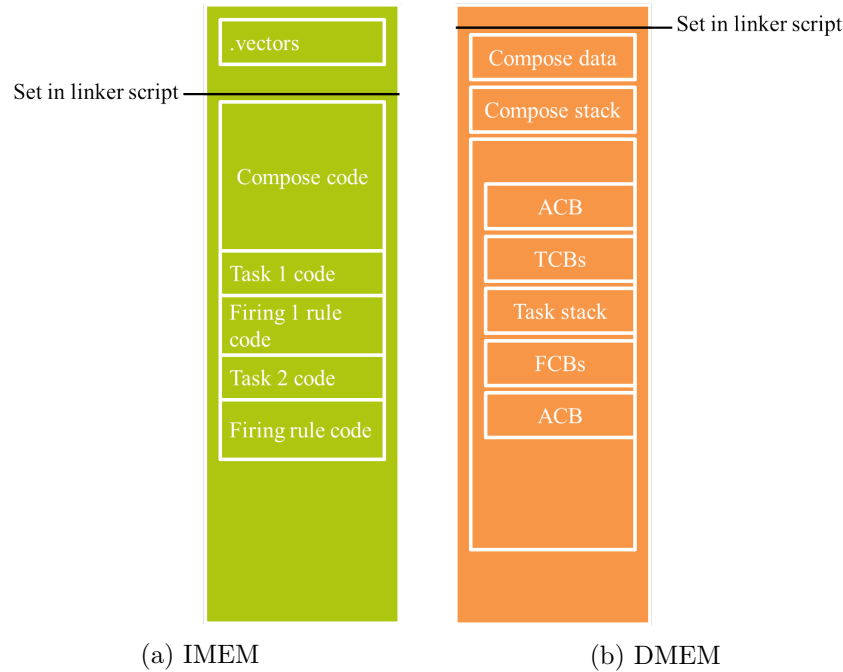 .vectors
Set in linker script
Compose code
Task 1 code
Firing 1 rule
code
Task 2 code
Firing rule code
(a) IMEM
Set in linker script
Compose data
Compose stack
ACB
TCBs
Task stack
FCBs
ACB
(b) DMEM